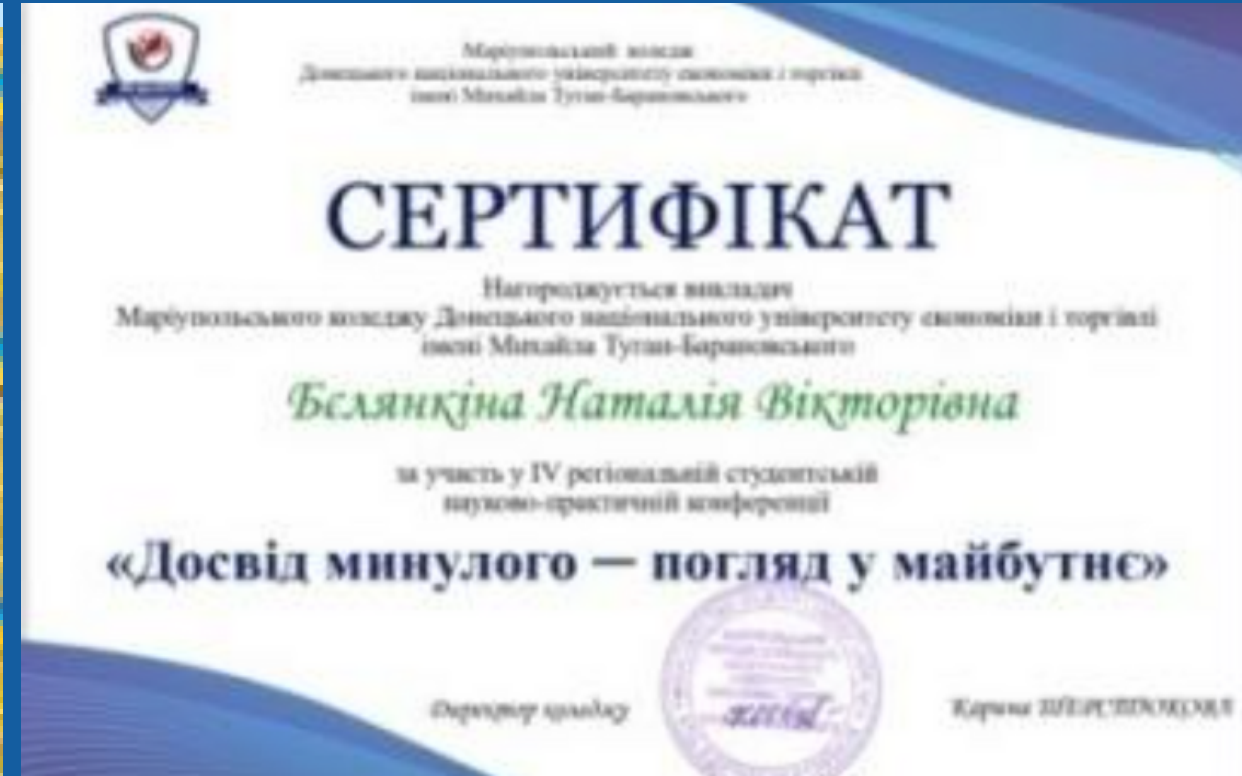 Маріупольський коледж
Донецького національного університету економіки і торгівлі
імені Михайла Туган-Барановського
СЕРТИФІКАТ
Нагороджується викладач
Маріупольського коледжу Донецького національного університету економіки і торгівлі
імені Михайла Туган-Барановського
Бєлянкіна Наталія Вікторівна
за участь у IV регіональній студентській
науково-практичній конференції
«Досвід минулого — погляд у майбутнє»
Директор коледжу
Карина